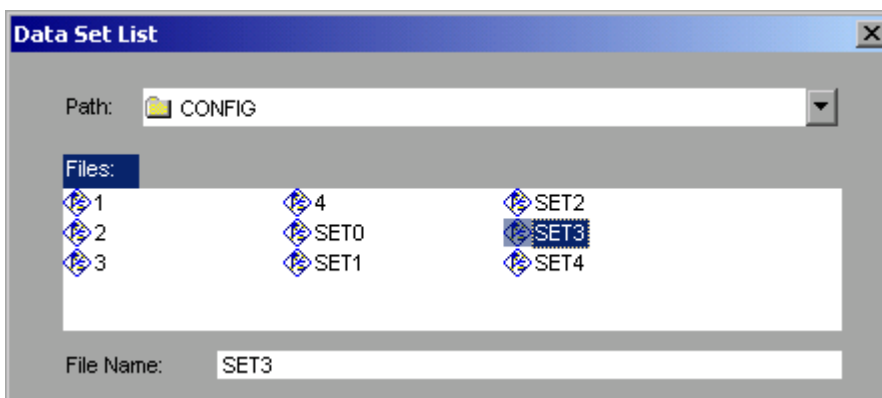 Data Set List
Path: CONFIG
Files:
1 4 SET2
2 SET0 SET3
3 SET1 SET4
File Name: SET3